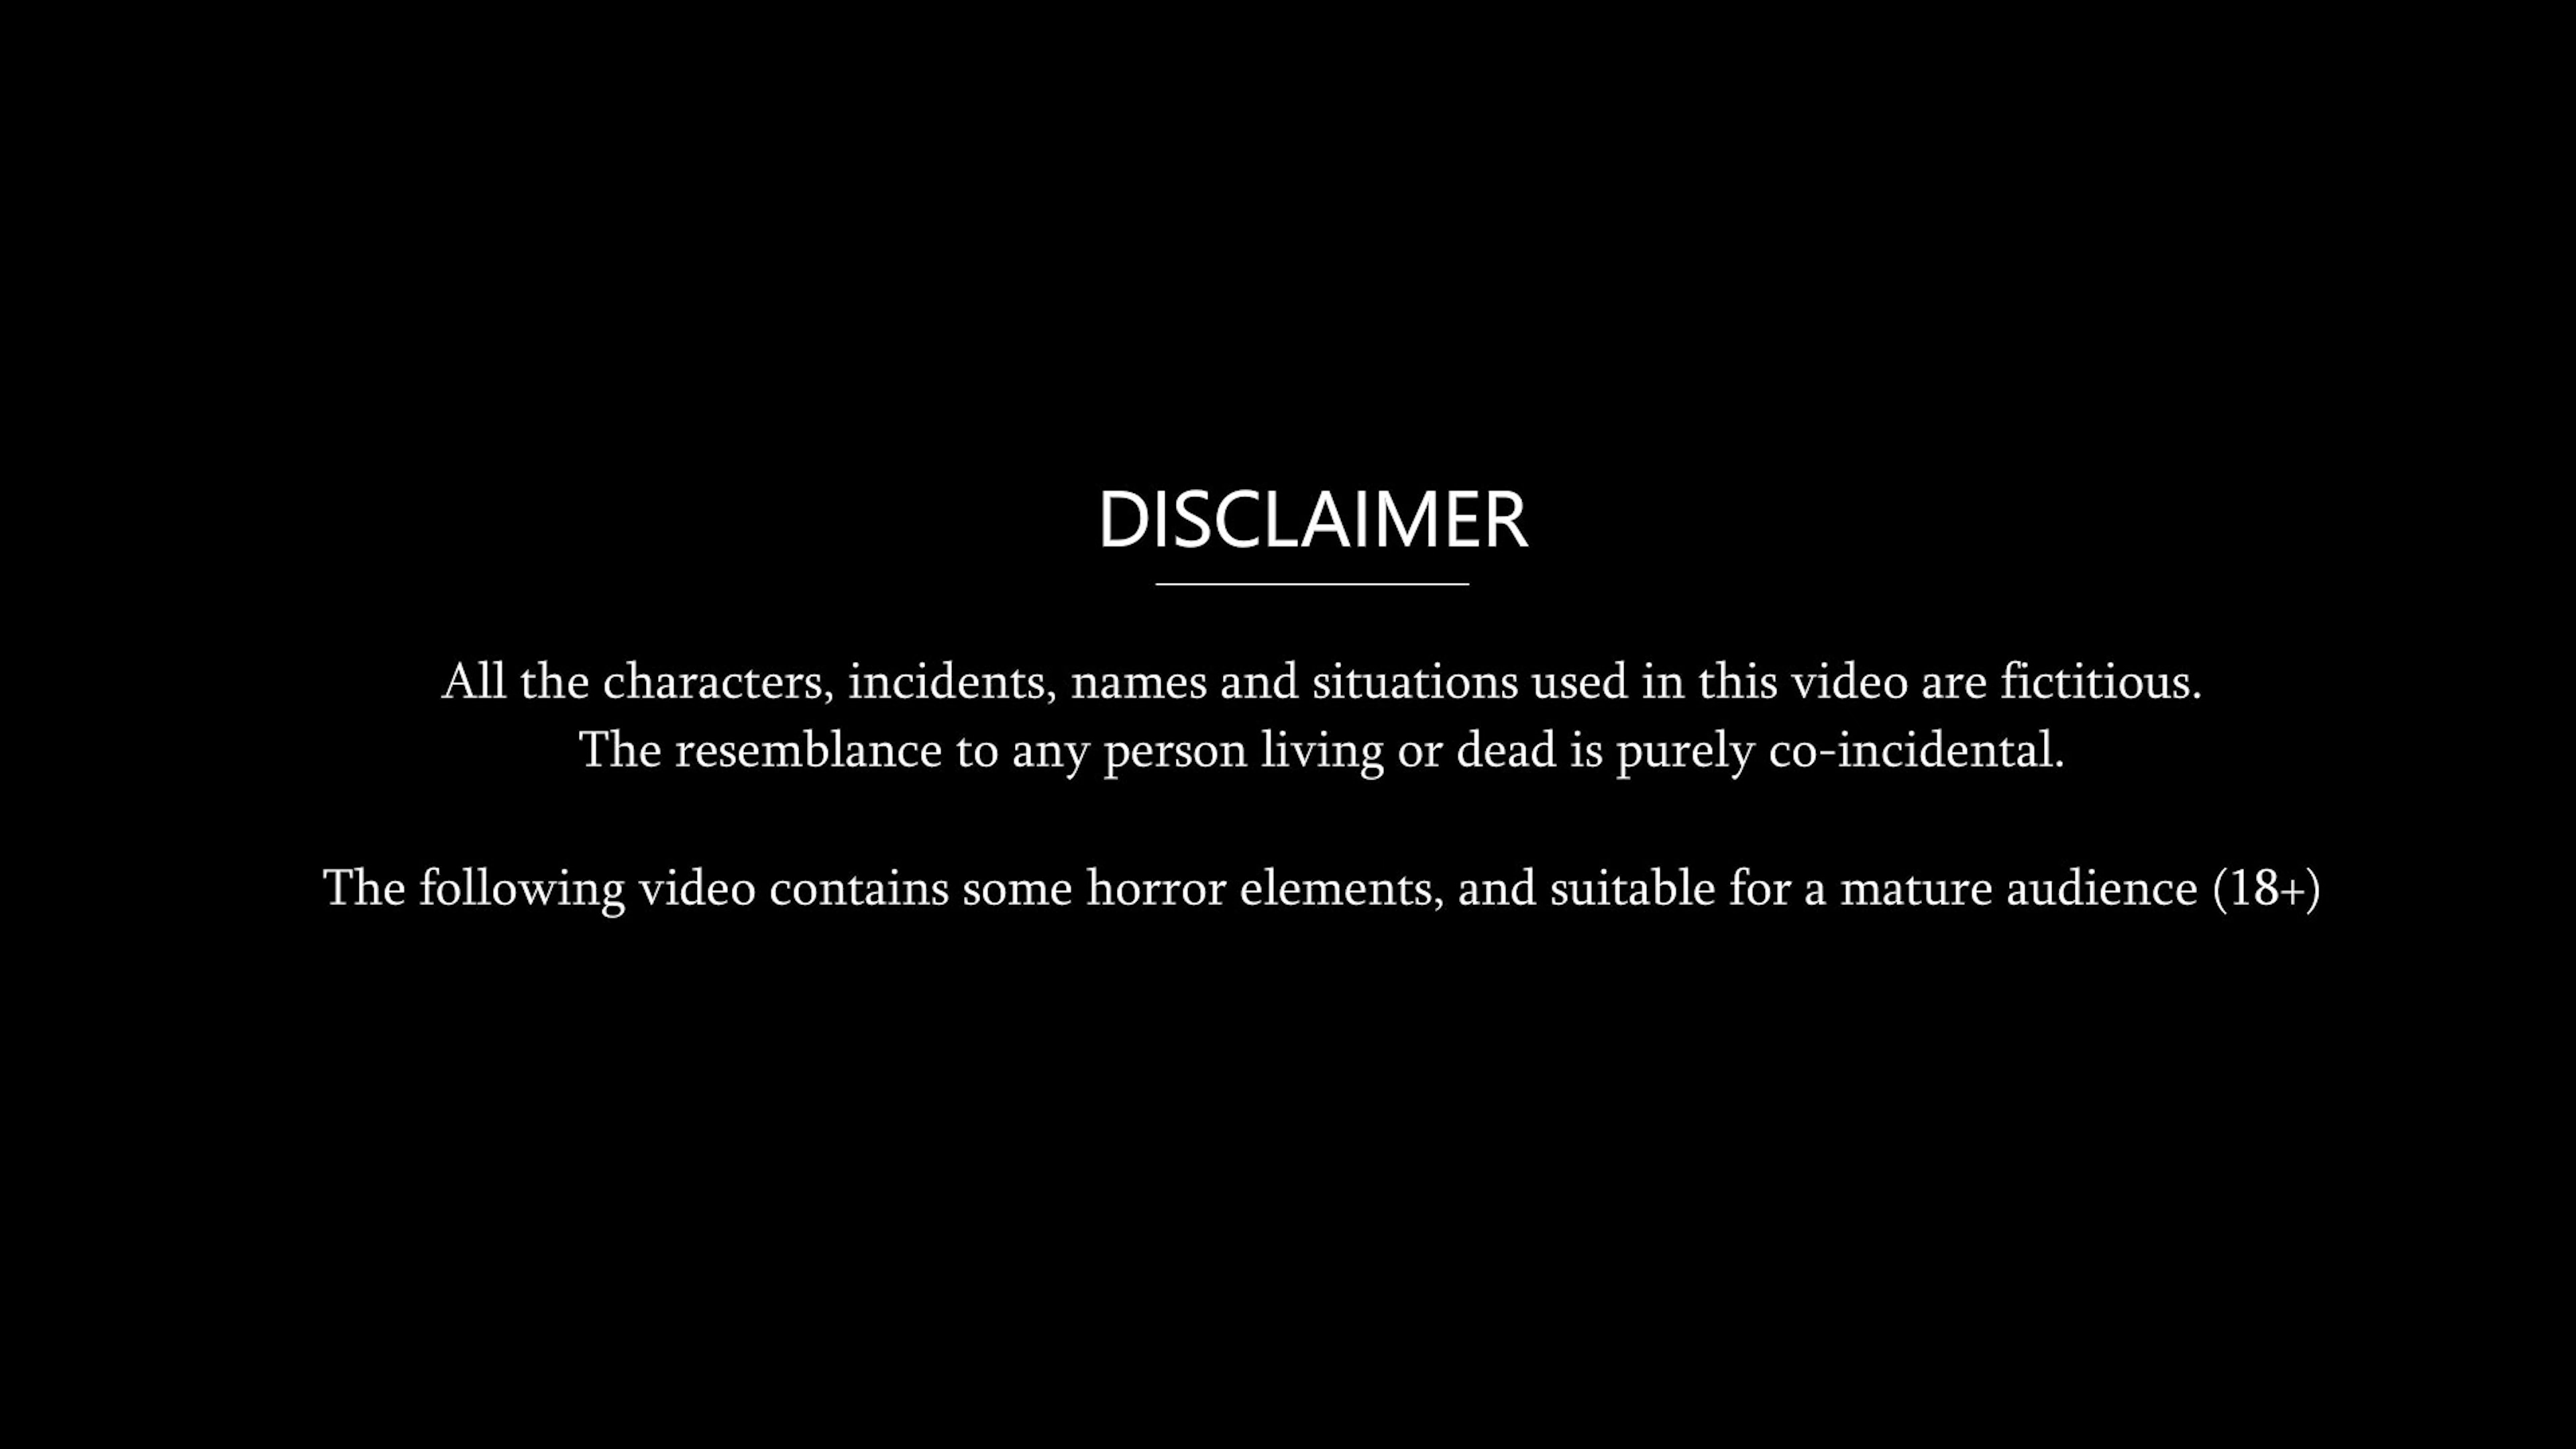 DISCLAIMER
All the characters, incidents, names and situations used in this video are fictitious.
The resemblance to any person living or dead is purely co-incidental.
The following video contains some horror elements, and suitable for a mature audience (18+)